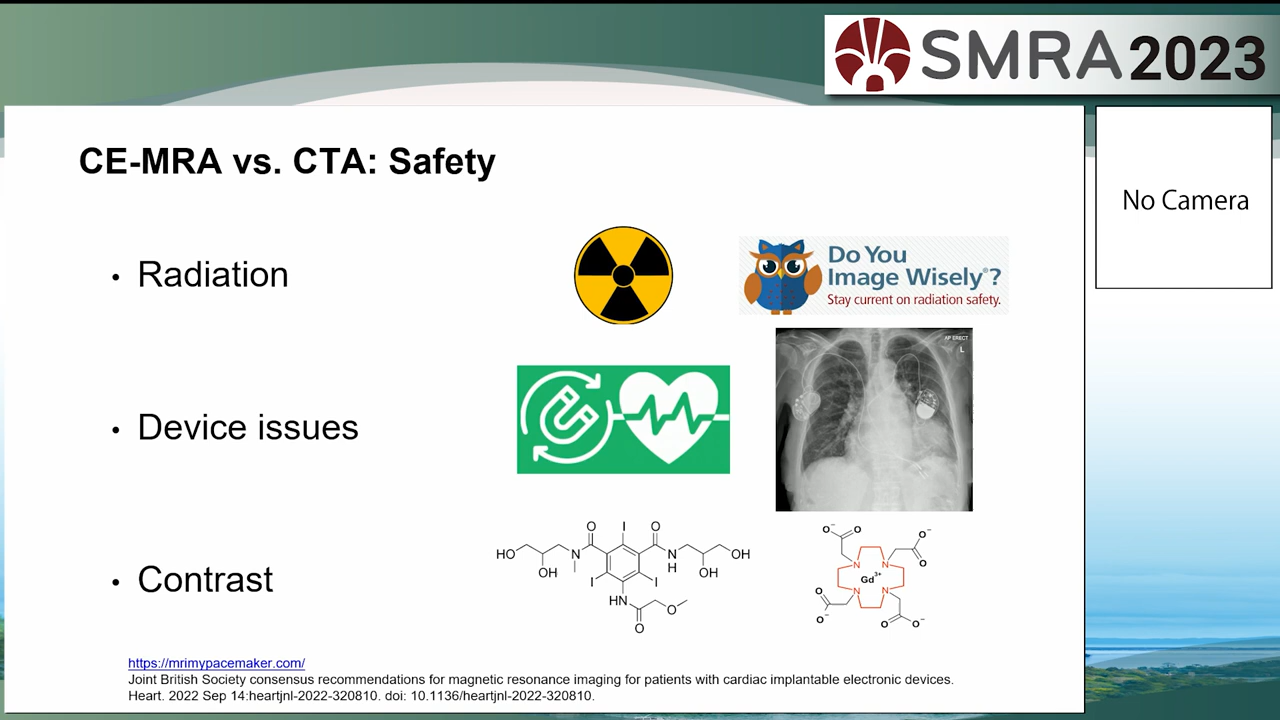 SMRA 2023
CE-MRA vs. CTA: Safety
No Camera
• Radiation
Do You
Image Wisely®?
Stay current on radiation safety.
AP ERECT
L
• Device issues
• Contrast
O
I
O
HO
N
N
H
OH
OH
I
I
OH
HN
O
O
O⁻
O
O⁻
O
N
N
Gd³⁺
N
N
O
O⁻
O
O⁻
https://mrimypacemaker.com/
Joint British Society consensus recommendations for magnetic resonance imaging for patients with cardiac implantable electronic devices.
Heart. 2022 Sep 14:heartjnl-2022-320810. doi: 10.1136/heartjnl-2022-320810.